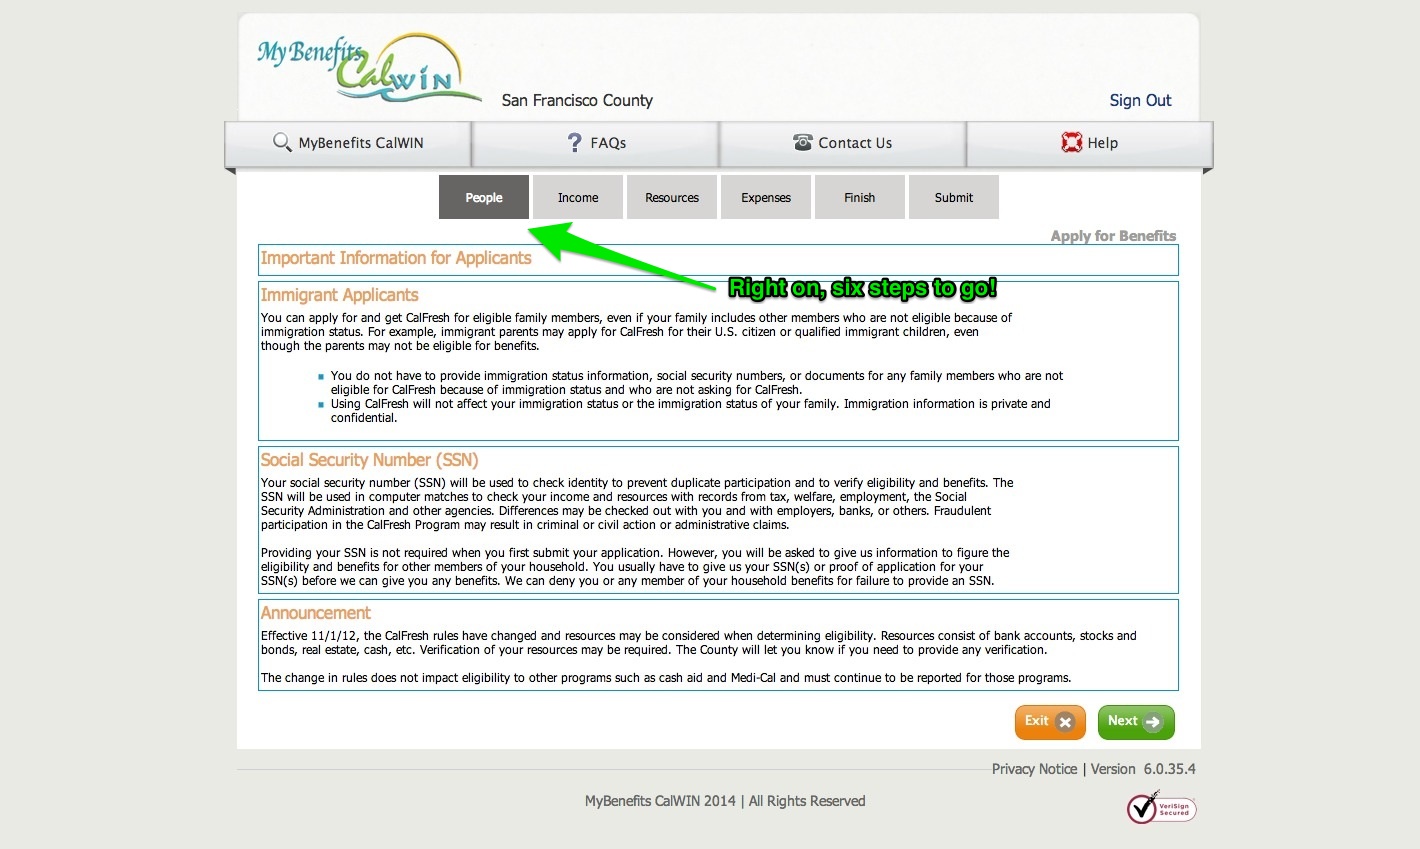 My Benefits
CalWIN
San Francisco County
Sign Out
MyBenefits CalWIN
? FAQs
Contact Us
Help
People
Income
Resources
Expenses
Finish
Submit
Apply for Benefits
Important Information for Applicants
Right on, six steps to go!
Immigrant Applicants
You can apply for and get CalFresh for eligible family members, even if your family includes other members who are not eligible because of
immigration status. For example, immigrant parents may apply for CalFresh for their U.S. citizen or qualified immigrant children, even
though the parents may not be eligible for benefits.
You do not have to provide immigration status information, social security numbers, or documents for any family members who are not
eligible for CalFresh because of immigration status and who are not asking for CalFresh.
Using CalFresh will not affect your immigration status or the immigration status of your family. Immigration information is private and
confidential.
Social Security Number (SSN)
Your social security number (SSN) will be used to check identity to prevent duplicate participation and to verify eligibility and benefits. The
SSN will be used in computer matches to check your income and resources with records from tax, welfare, employment, the Social
Security Administration and other agencies. Differences may be checked out with you and with employers, banks, or others. Fraudulent
participation in the CalFresh Program may result in criminal or civil action or administrative claims.
Providing your SSN is not required when you first submit your application. However, you will be asked to give us information to figure the
eligibility and benefits for other members of your household. You usually have to give us your SSN(s) or proof of application for your
SSN(s) before we can give you any benefits. We can deny you or any member of your household benefits for failure to provide an SSN.
Announcement
Effective 11/1/12, the CalFresh rules have changed and resources may be considered when determining eligibility. Resources consist of bank accounts, stocks and
bonds, real estate, cash, etc. Verification of your resources may be required. The County will let you know if you need to provide any verification.
The change in rules does not impact eligibility to other programs such as cash aid and Medi-Cal and must continue to be reported for those programs.
Exit
Next
Privacy Notice | Version 6.0.35.4
MyBenefits CalWIN 2014 | All Rights Reserved
VeriSign
Secured